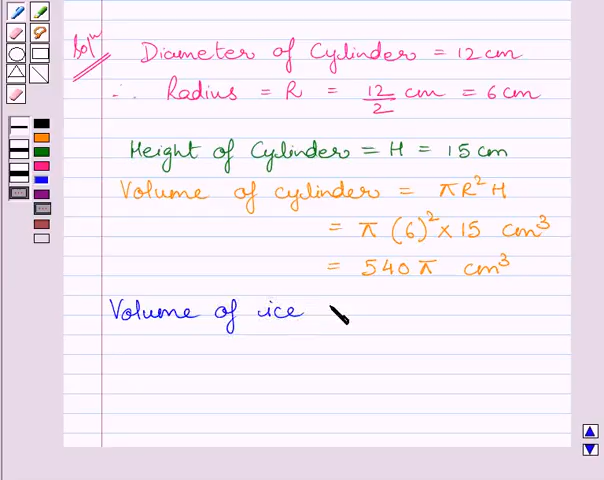 Solⁿ Diameter of Cylinder = 12 cm
∴ Radius = R = 12/2 cm = 6 cm
Height of Cylinder = H = 15 cm
Volume of cylinder = πR²H
= π (6)² × 15 cm³
= 540 π cm³
Volume of ice